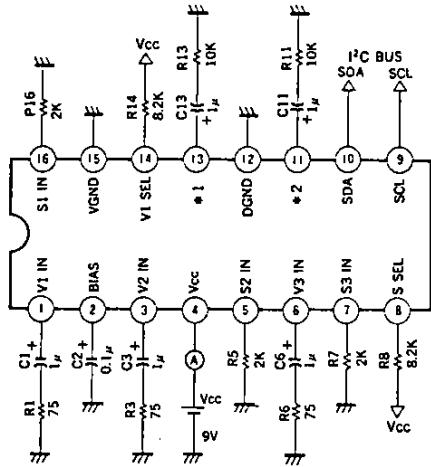 R13
10K
R11
10K
Vcc
I²C BUS
SDA
SCL
P16
2K
R14
8.2K
C13
+ 1μ
C11
+ 1μ
16
15
14
13
12
11
10
9
S1 IN
VGND
V1 SEL
*1
DGND
*2
SDA
SCL
V1 IN
BIAS
V2 IN
Vcc
S2 IN
V3 IN
S3 IN
S SEL
1
2
3
4
5
6
7
8
C1 +
1μ
C2 +
0.1μ
C3 +
1μ
A
R5
2K
C6 +
1μ
R7
2K
R8
8.2K
R1
75
R3
75
Vcc
9V
R6
75
Vcc